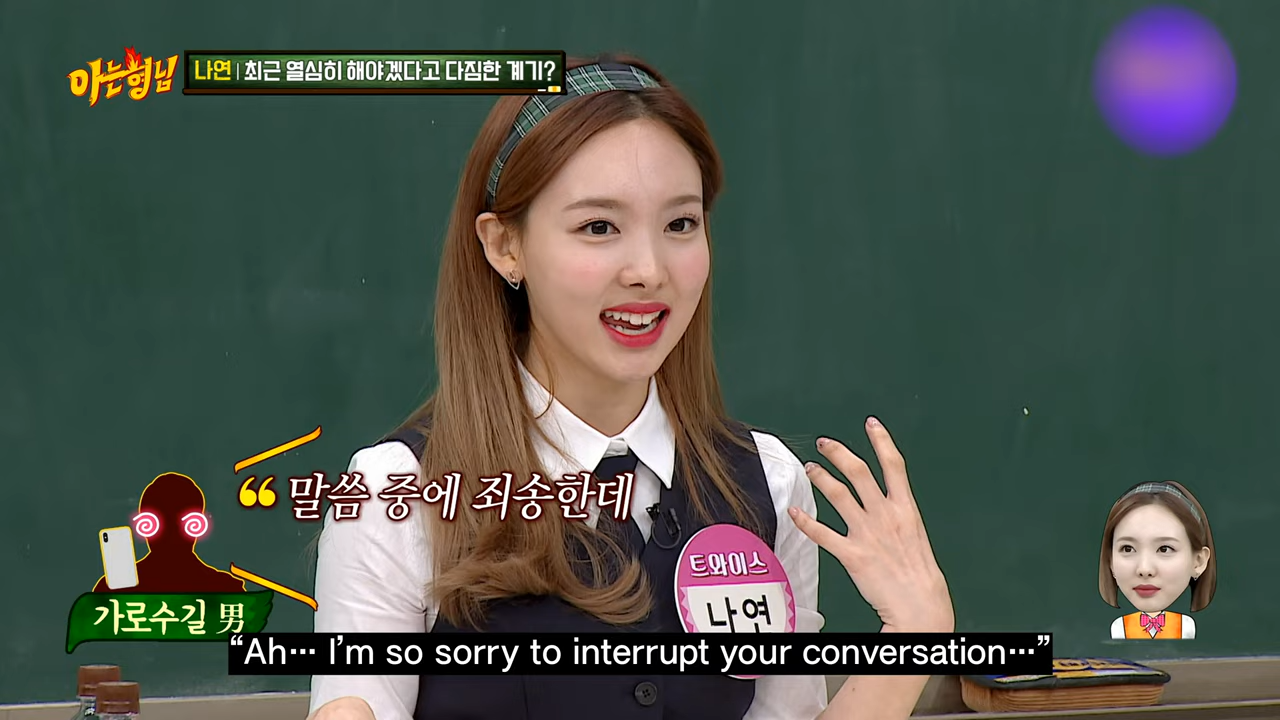 아는형님
나연 | 최근 열심히 해야겠다고 다짐한 계기?
“말씀 중에 죄송한데
가로수길 男
트와이스
나연
“Ah… I’m so sorry to interrupt your conversation…”